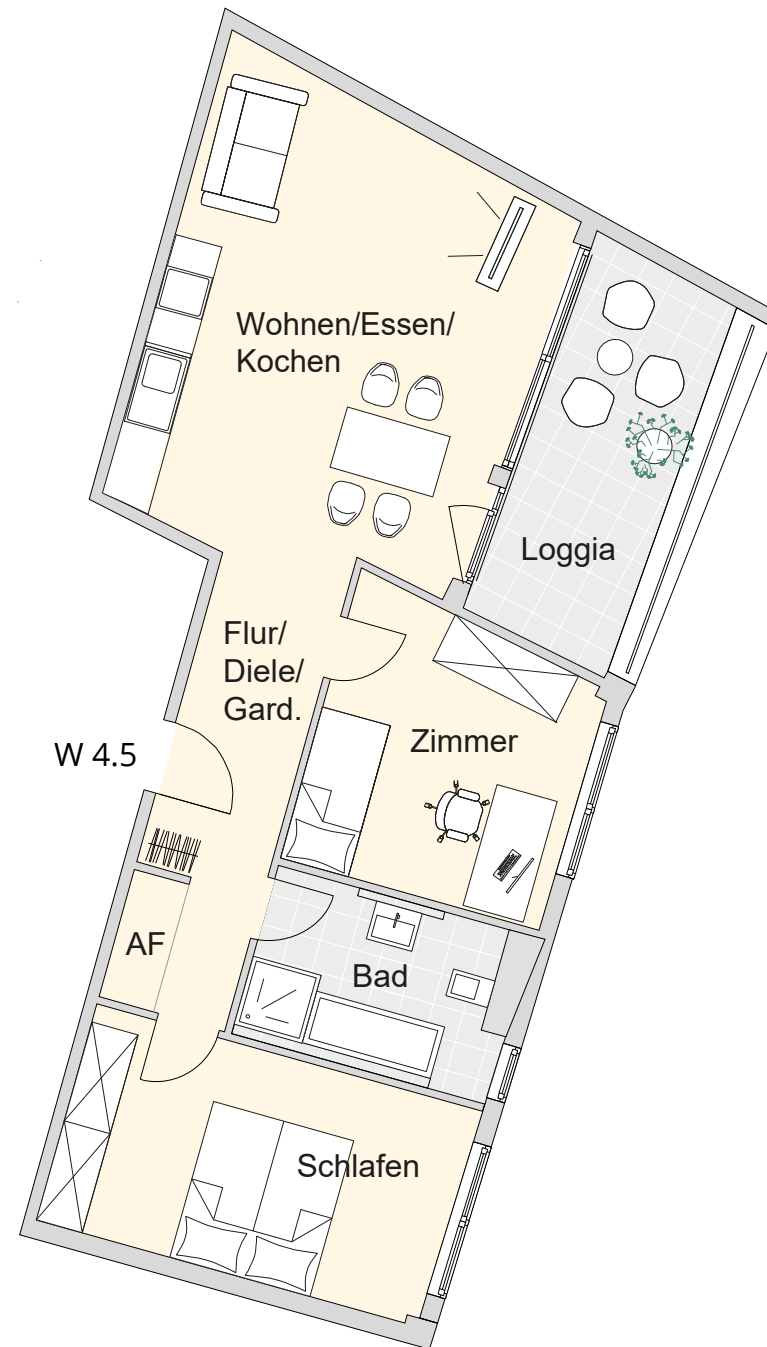 Wohnen/Essen/
Kochen
Loggia
Flur/
Diele/
Gard.
Zimmer
W 4.5
AF
Bad
Schlafen